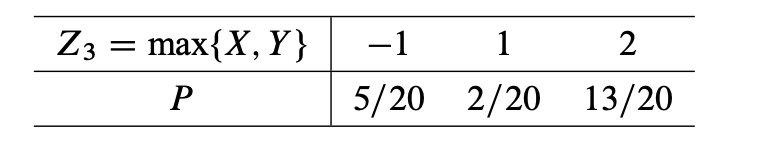 Z₃ = max{X, Y} −1 1 2
P 5/20 2/20 13/20